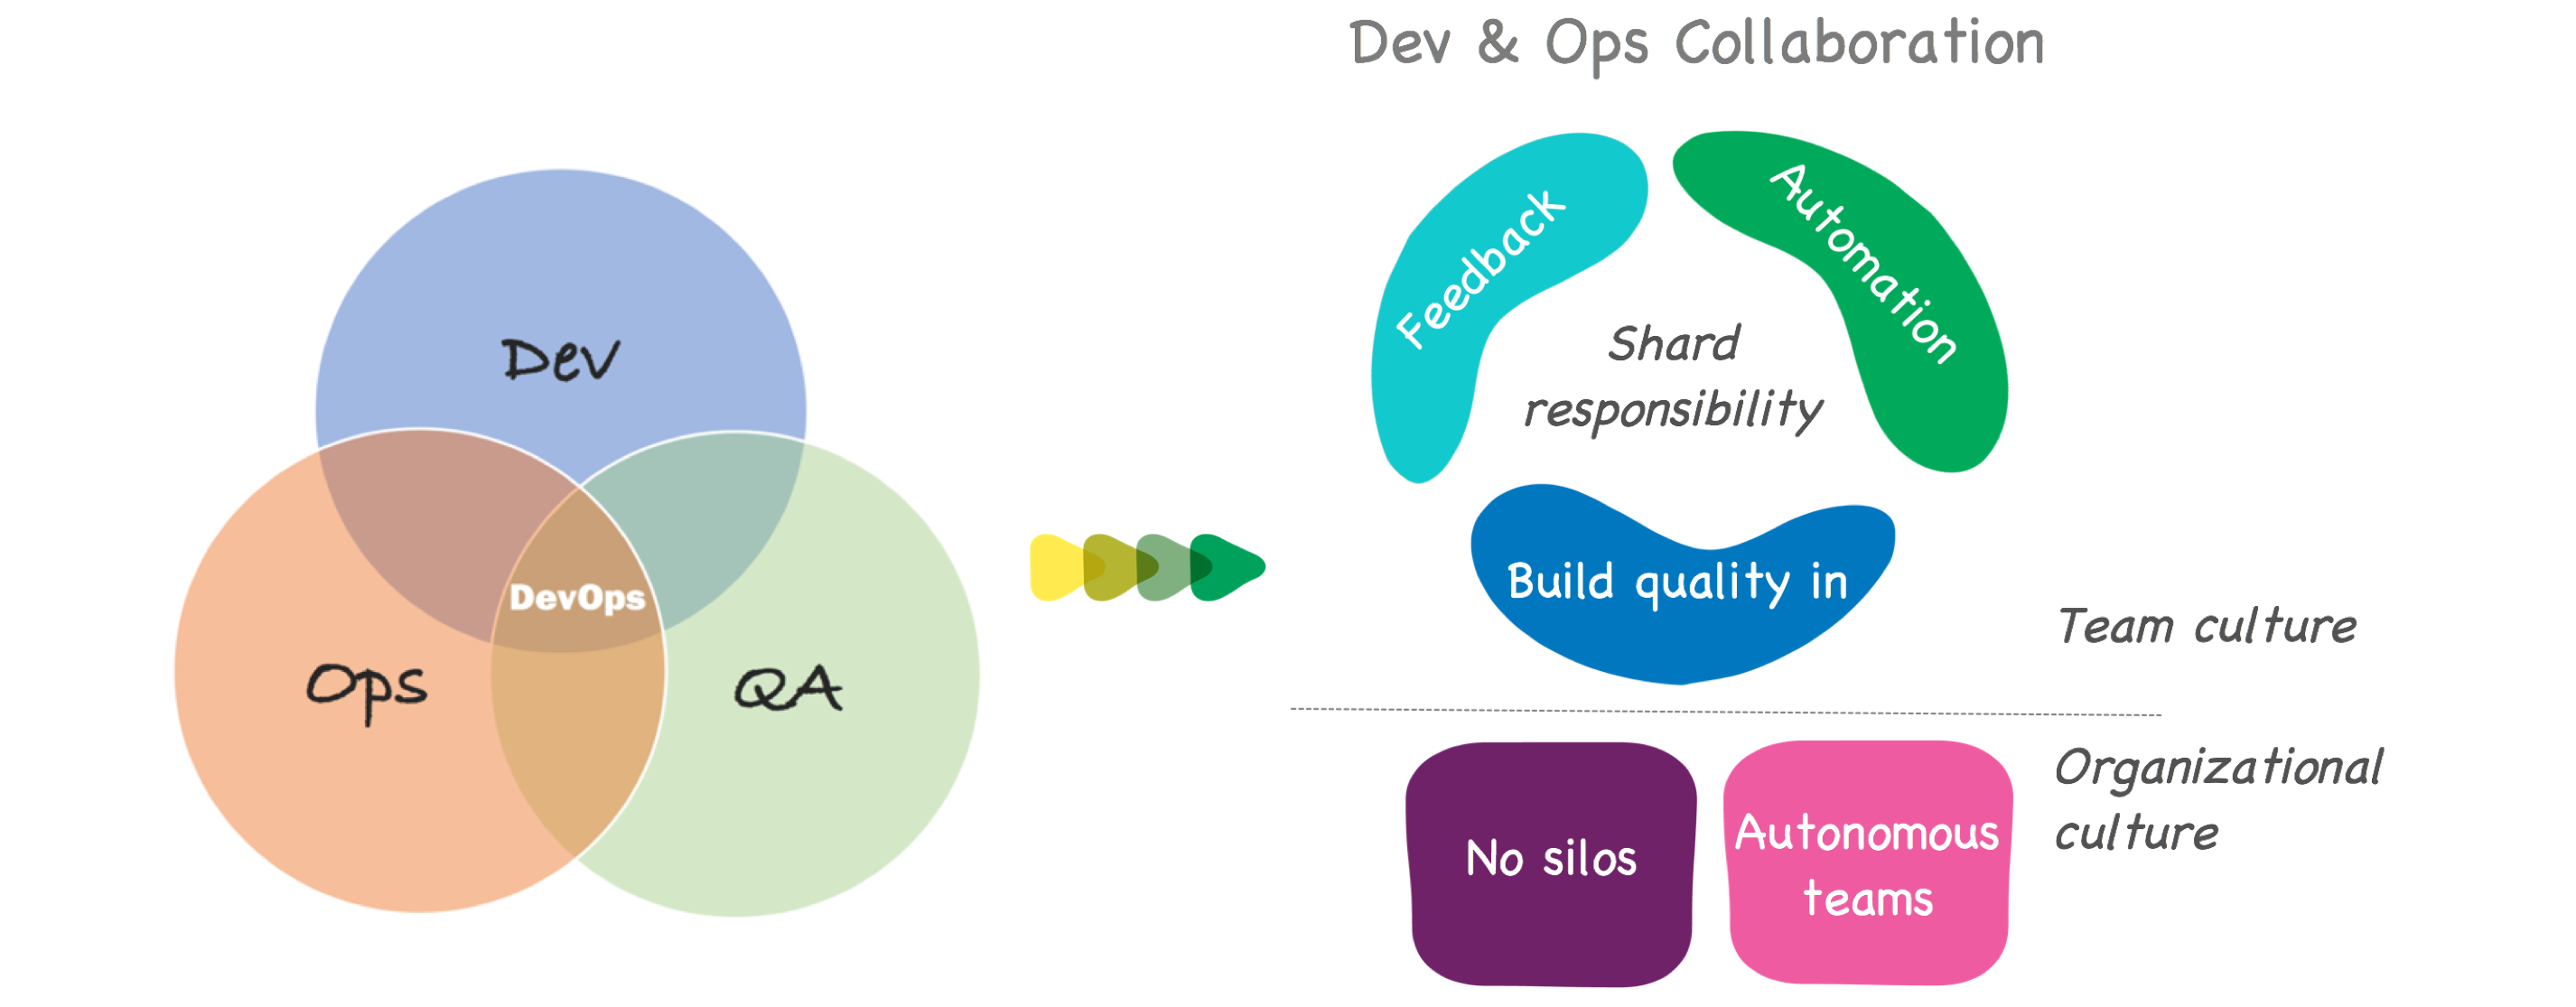 Dev & Ops Collaboration
Dev
DevOps
Ops
QA
Feedback
Automation
Shard
responsibility
Build quality in
Team culture
No silos
Autonomous
teams
Organizational
culture